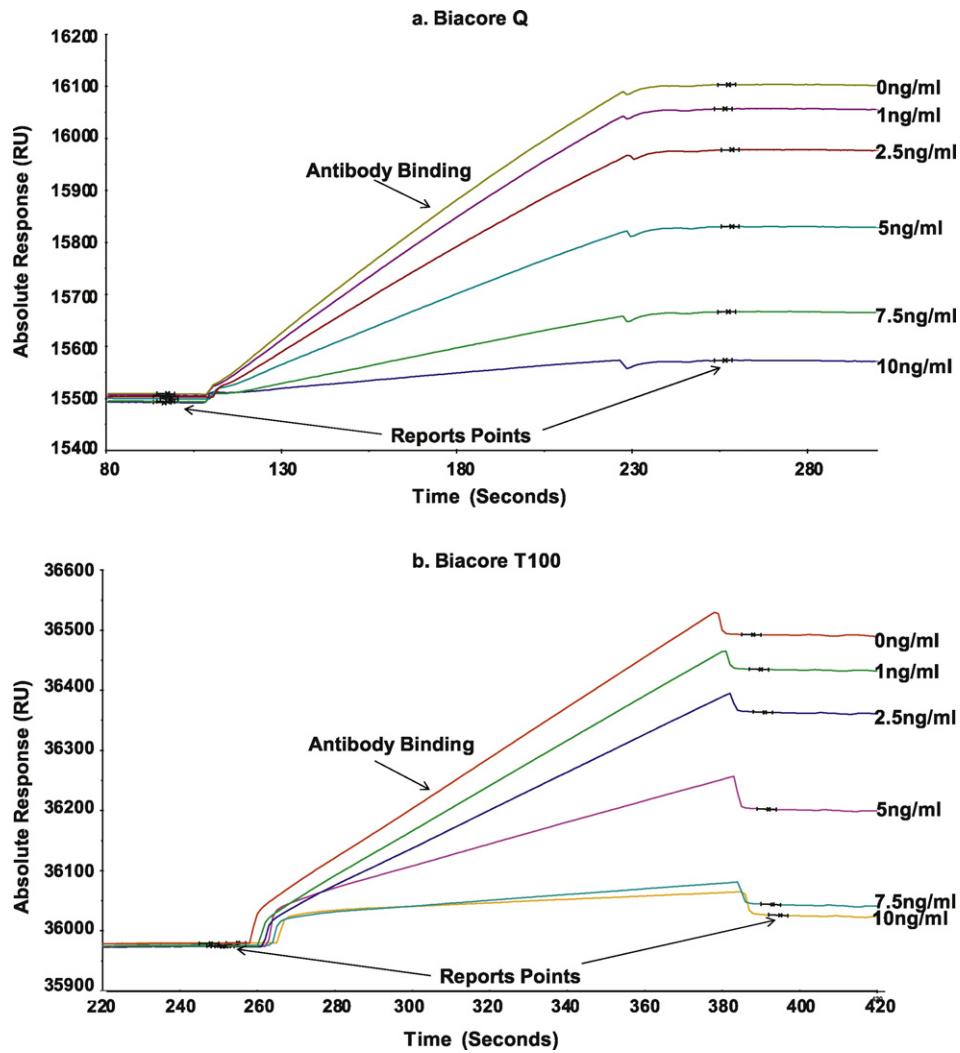 a. Biacore Q
16200
16100
16000
15900
15800
15700
15600
15500
15400
Absolute Response (RU)
Antibody Binding
Reports Points
0ng/ml
1ng/ml
2.5ng/ml
5ng/ml
7.5ng/ml
10ng/ml
80
130
180
230
280
Time (Seconds)
b. Biacore T100
36600
36500
36400
36300
36200
36100
36000
35900
Absolute Response (RU)
Antibody Binding
Reports Points
0ng/ml
1ng/ml
2.5ng/ml
5ng/ml
7.5ng/ml
10ng/ml
220
240
260
280
300
320
340
360
380
400
420
Time (Seconds)